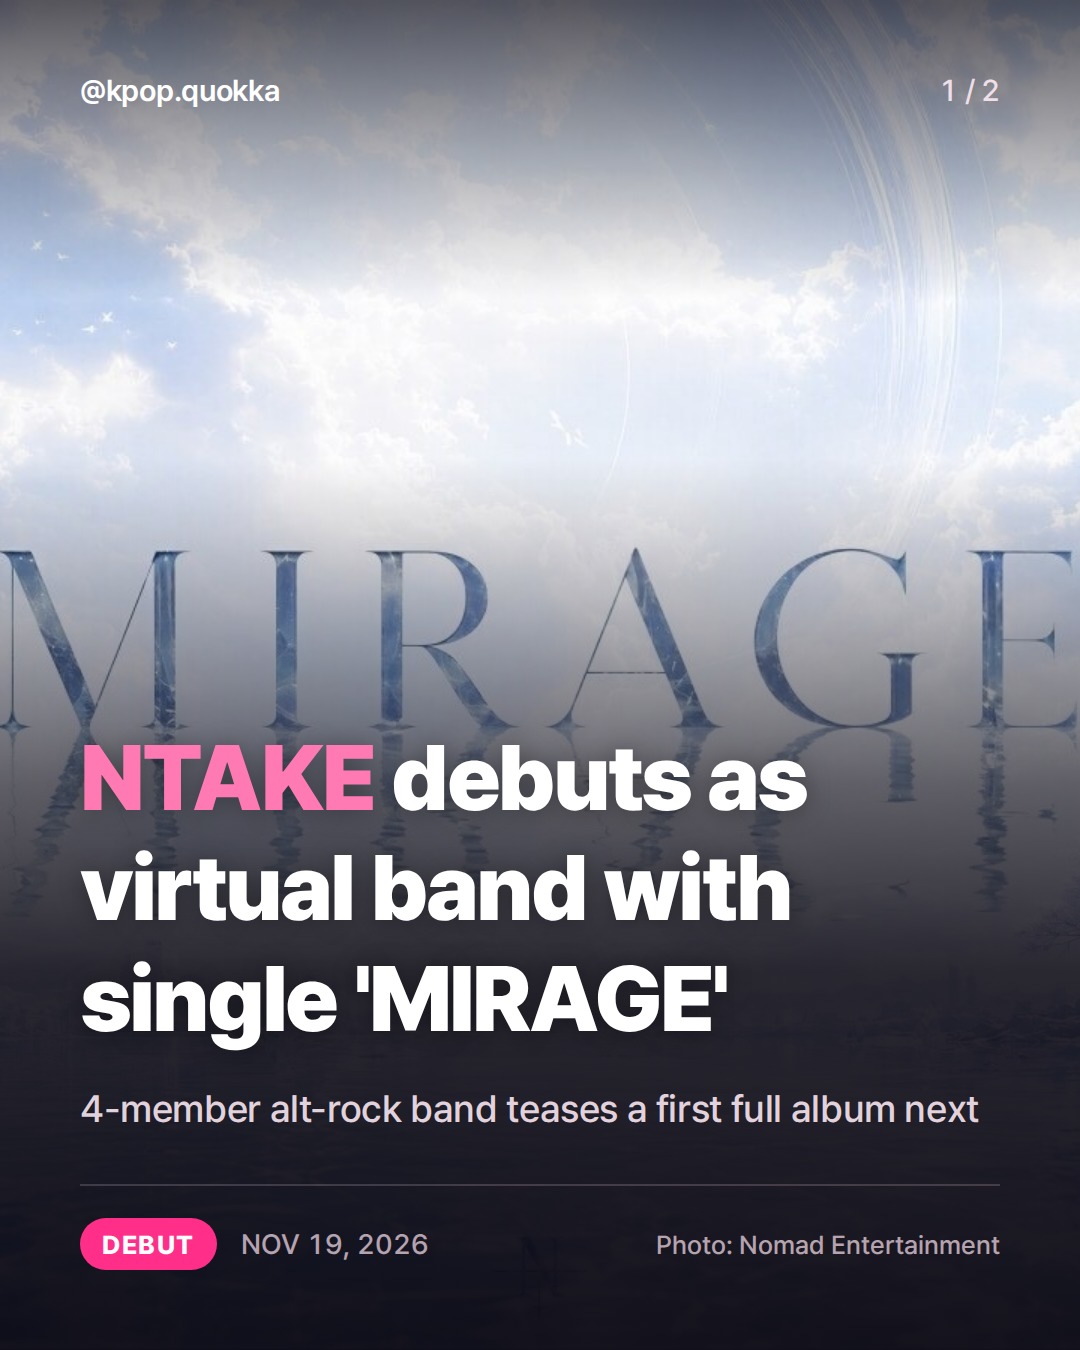 @kpop.quokka
1 / 2
MIRAGE
NTAKE debuts as
virtual band with
single 'MIRAGE'
4-member alt-rock band teases a first full album next
DEBUT
NOV 19, 2026
Photo: Nomad Entertainment